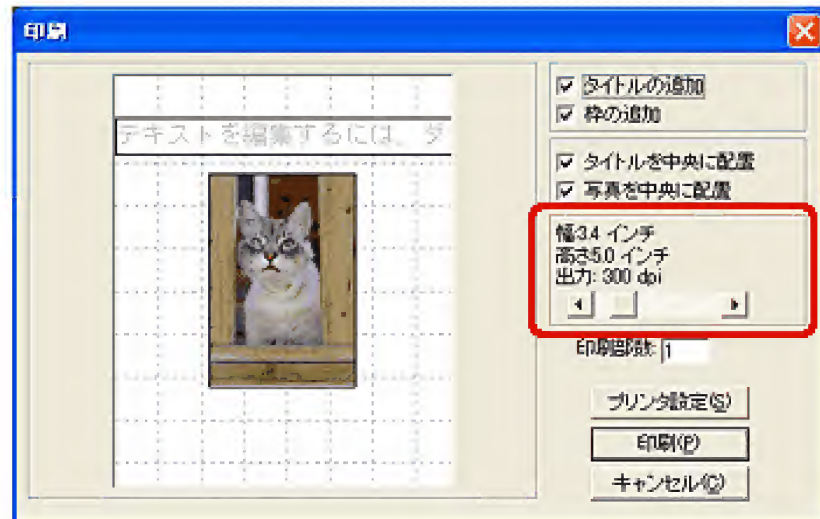 印刷
テキストを編集するには、ダ
タイトルの追加
枠の追加
タイトルを中央に配置
写真を中央に配置
幅:3.4 インチ
高さ:5.0 インチ
出力: 300 dpi
印刷部数: 1
プリンタ設定(S)
印刷(P)
キャンセル(C)